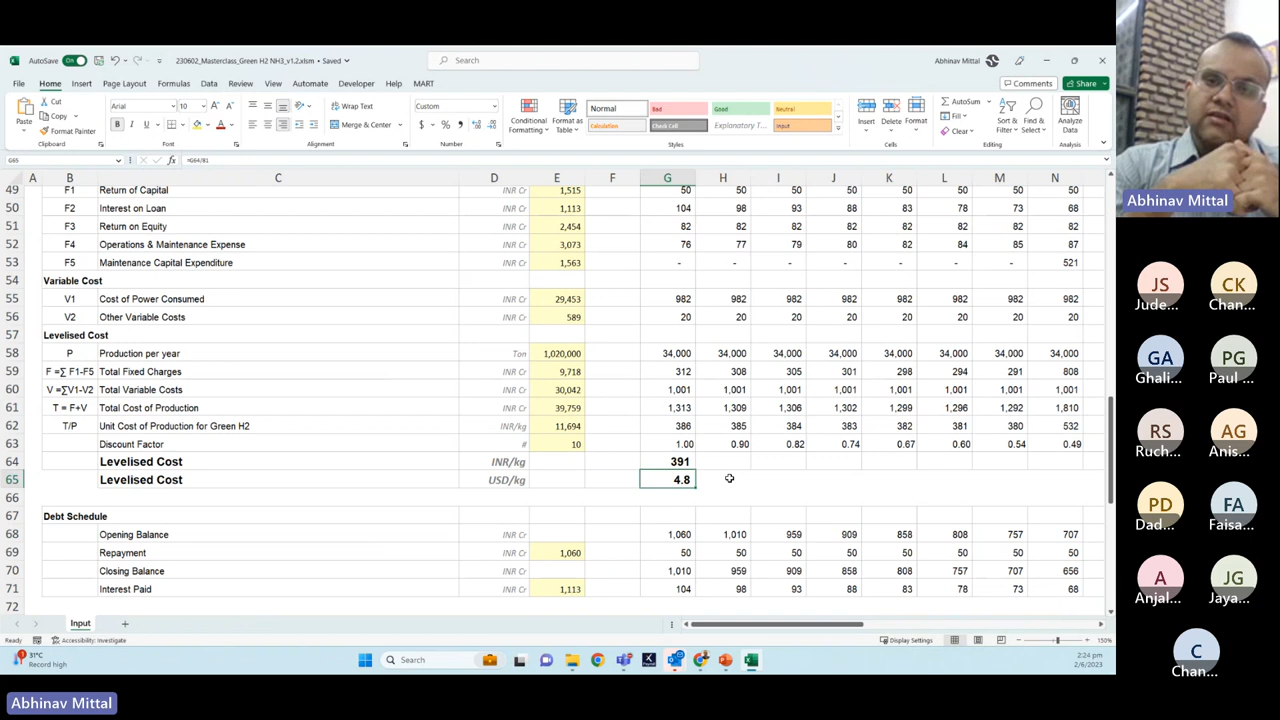 AutoSave On 230602_Masterclass_Green H2 NH3_v1.2.xlsm • Saved Search Abhinav Mittal
File Home Insert Page Layout Formulas Data Review View Automate Developer Help MART Comments Share
Paste Cut Copy Format Painter Arial 10 Wrap Text Merge & Center Custom Conditional Formatting Format as Table Normal Bad Good Neutral Calculation Check Cell Explanatory T... Input Insert Delete Format AutoSum Fill Clear Sort & Filter Find & Select Analyze Data
Clipboard Font Alignment Number Styles Cells Editing Analysis
G65 fx =G64/81
A B C D E F G H I J K L M N
49 F1 Return of Capital INR Cr 1,515 50 50 50 50 50 50 50 50
50 F2 Interest on Loan INR Cr 1,113 104 98 93 88 83 78 73 68
51 F3 Return on Equity INR Cr 2,454 82 82 82 82 82 82 82 82
52 F4 Operations & Maintenance Expense INR Cr 3,073 76 77 79 80 82 84 85 87
53 F5 Maintenance Capital Expenditure INR Cr 1,563 - - - - - - - 521
54 Variable Cost
55 V1 Cost of Power Consumed INR Cr 29,453 982 982 982 982 982 982 982 982
56 V2 Other Variable Costs INR Cr 589 20 20 20 20 20 20 20 20
57 Levelised Cost
58 P Production per year Ton 1,020,000 34,000 34,000 34,000 34,000 34,000 34,000 34,000 34,000
59 F =∑ F1-F5 Total Fixed Charges INR Cr 9,718 312 308 305 301 298 294 291 808
60 V =∑V1-V2 Total Variable Costs INR Cr 30,042 1,001 1,001 1,001 1,001 1,001 1,001 1,001 1,001
61 T = F+V Total Cost of Production INR Cr 39,759 1,313 1,309 1,306 1,302 1,299 1,296 1,292 1,810
62 T/P Unit Cost of Production for Green H2 INR/kg 11,694 386 385 384 383 382 381 380 532
63 Discount Factor # 10 1.00 0.90 0.82 0.74 0.67 0.60 0.54 0.49
64 Levelised Cost INR/kg 391
65 Levelised Cost USD/kg 4.8
66
67 Debt Schedule
68 Opening Balance INR Cr 1,060 1,010 959 909 858 808 757 707
69 Repayment INR Cr 1,060 50 50 50 50 50 50 50 50
70 Closing Balance INR Cr 1,010 959 909 858 808 757 707 656
71 Interest Paid INR Cr 1,113 104 98 93 88 83 78 73 68
72
Input
Ready Accessibility: Investigate Display Settings 150%
31°C
Record high
Search
2:24 pm
2/6/2023
Abhinav Mittal
Abhinav Mittal
JS CK
Jude... Chan...
GA PG
Ghali... Paul ...
RS AG
Ruch... Anis...
PD FA
Dad... Faisa...
A JG
Anjal... Jaya...
C
Chan...